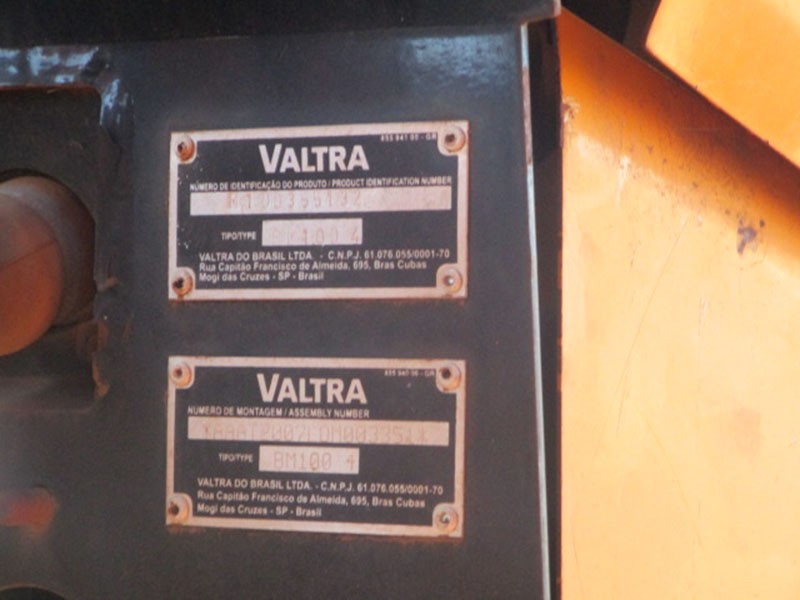 VALTRA
NÚMERO DE IDENTIFICAÇÃO DO PRODUTO / PRODUCT IDENTIFICATION NUMBER
TIPO/TYPE
VALTRA DO BRASIL LTDA. - C.N.P.J. 61.076.055/0001-70
Rua Capitão Francisco de Almeida, 695, Bras Cubas
Mogi das Cruzes - SP - Brasil
VALTRA
NÚMERO DE MONTAGEM / ASSEMBLY NUMBER
TIPO/TYPE BM100 4
VALTRA DO BRASIL LTDA. - C.N.P.J. 61.076.055/0001-70
Rua Capitão Francisco de Almeida, 695, Bras Cubas
Mogi das Cruzes - SP - Brasil